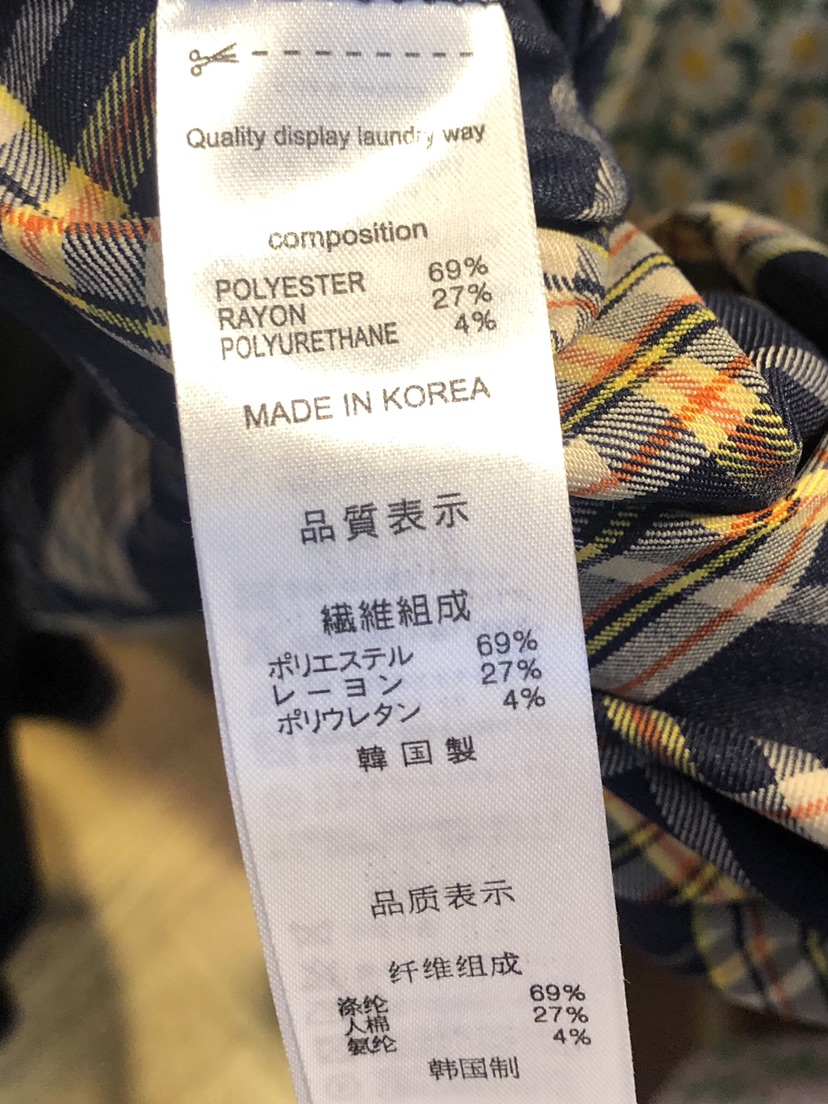 Quality display laundry way
composition
POLYESTER 69%
RAYON 27%
POLYURETHANE 4%
MADE IN KOREA
品質表示
繊維組成
ポリエステル 69%
レーヨン 27%
ポリウレタン 4%
韓国製
品质表示
纤维组成
涤纶 69%
人棉 27%
氨纶 4%
韩国制